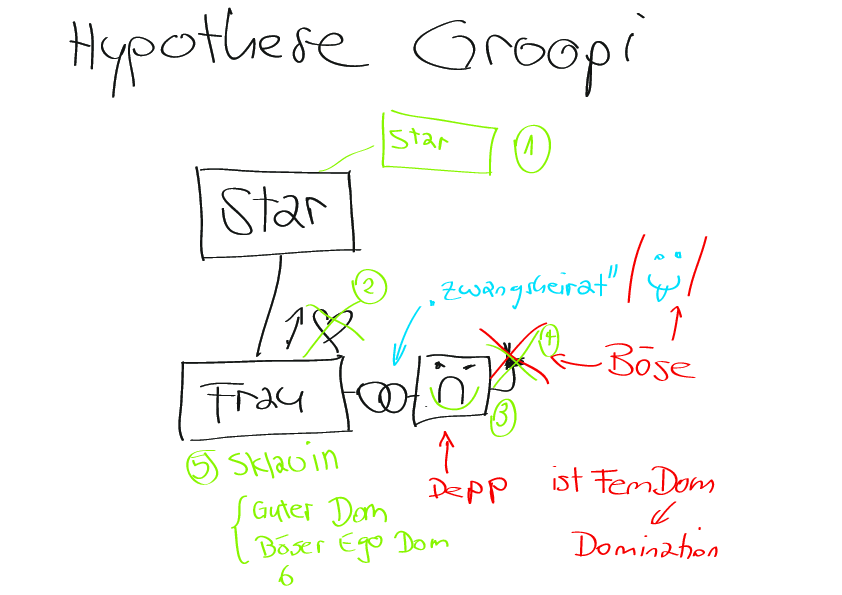 Hypothese Groopi
Star
1
Star
2
„Zwangsheirat"
Böse
4
Frau
3
5 Sklavin
Depp
ist FemDom
Domination
Guter Dom
Böser Ego Dom
6